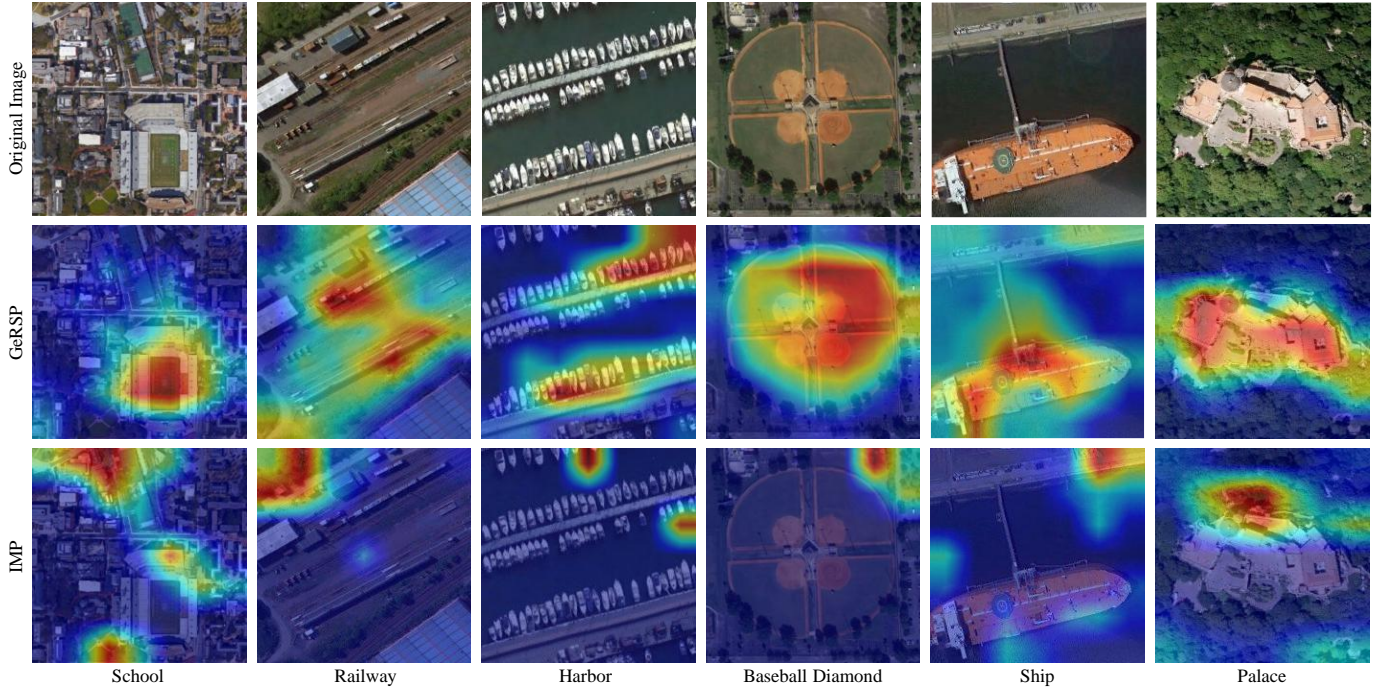 Original Image
GeRSP
IMP
School
Railway
Harbor
Baseball Diamond
Ship
Palace